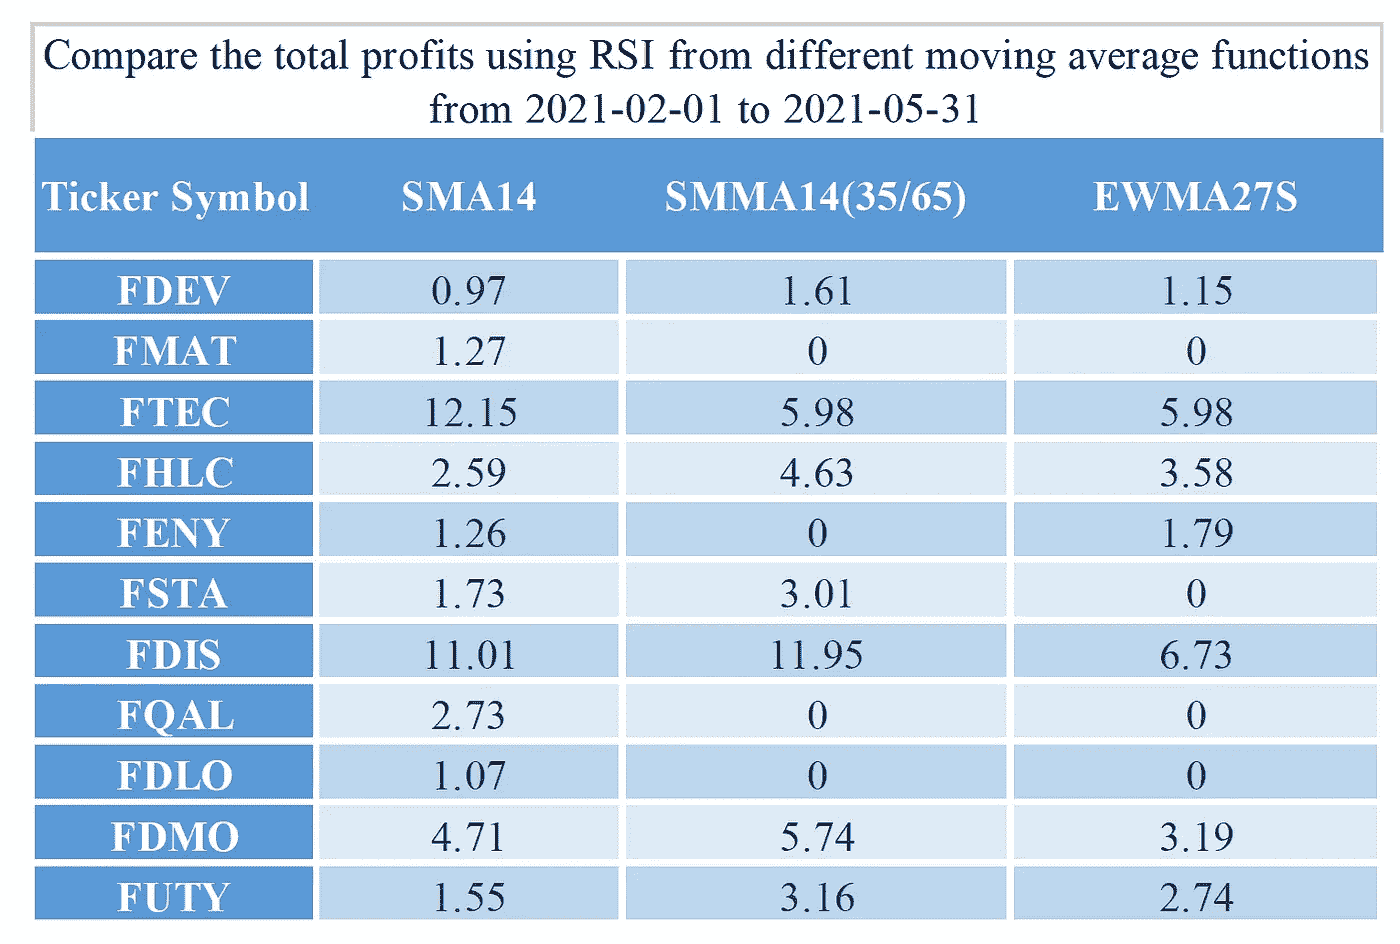 Compare the total profits using RSI from different moving average functions
from 2021-02-01 to 2021-05-31
Ticker Symbol SMA14 SMMA14(35/65) EWMA27S
FDEV 0.97 1.61 1.15
FMAT 1.27 0 0
FTEC 12.15 5.98 5.98
FHLC 2.59 4.63 3.58
FENY 1.26 0 1.79
FSTA 1.73 3.01 0
FDIS 11.01 11.95 6.73
FQAL 2.73 0 0
FDLO 1.07 0 0
FDMO 4.71 5.74 3.19
FUTY 1.55 3.16 2.74